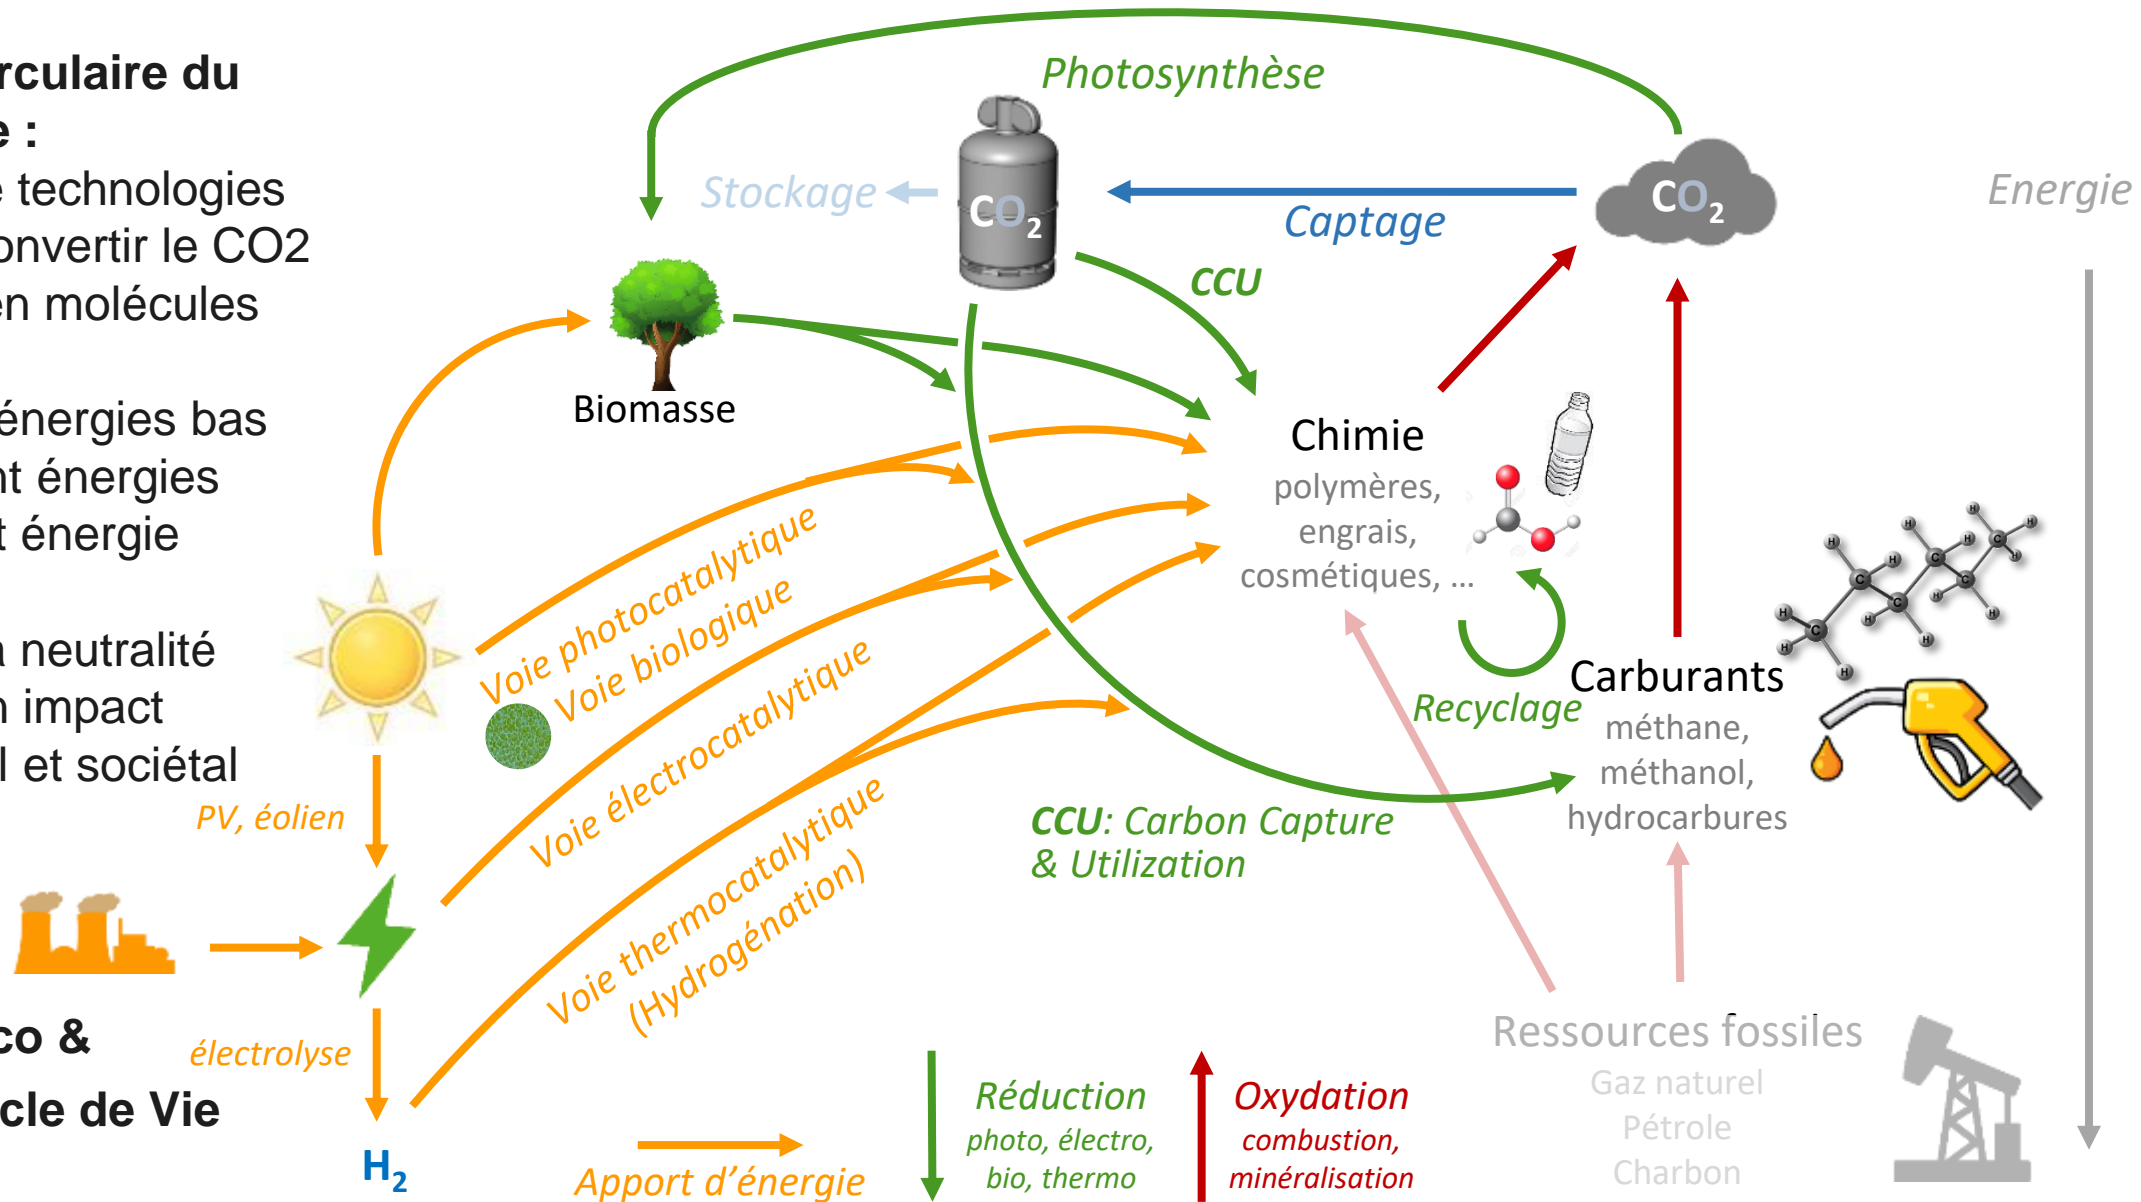 rculaire du
e :
e technologies
onvertir le CO2
en molécules
énergies bas
nt énergies
t énergie
a neutralité
n impact
l et sociétal
co &
cle de Vie
Photosynthèse
Stockage
CO2
Captage
CO2
Energie
CCU
Biomasse
Chimie
polymères,
engrais,
cosmétiques, ...
Voie photocatalytique
Voie biologique
Voie électrocatalytique
Voie thermocatalytique
(Hydrogénation)
Recyclage
Carburants
méthane,
méthanol,
hydrocarbures
PV, éolien
CCU: Carbon Capture
& Utilization
électrolyse
H2
Apport d'énergie
Réduction
photo, électro,
bio, thermo
Oxydation
combustion,
minéralisation
Ressources fossiles
Gaz naturel
Pétrole
Charbon